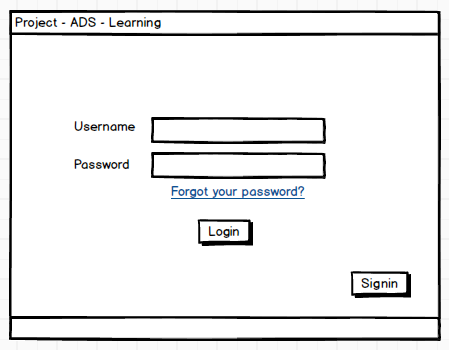 Project - ADS - Learning
Username
Password
Forgot your password?
Login
Signin